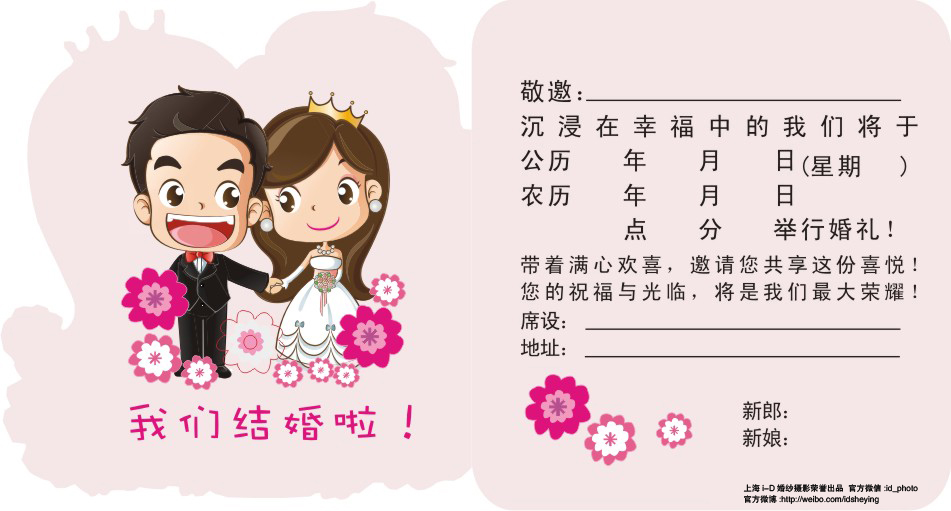 我们结婚啦！
敬邀：
沉浸在幸福中的我们将于
公历 年 月 日(星期 )
农历 年 月 日
点 分 举行婚礼！
带着满心欢喜，邀请您共享这份喜悦！
您的祝福与光临，将是我们最大荣耀！
席设：
地址：
新郎：
新娘：
上海 i-D 婚纱摄影荣誉出品 官方微信 :id_photo
官方微博 :http://weibo.com/idsheying